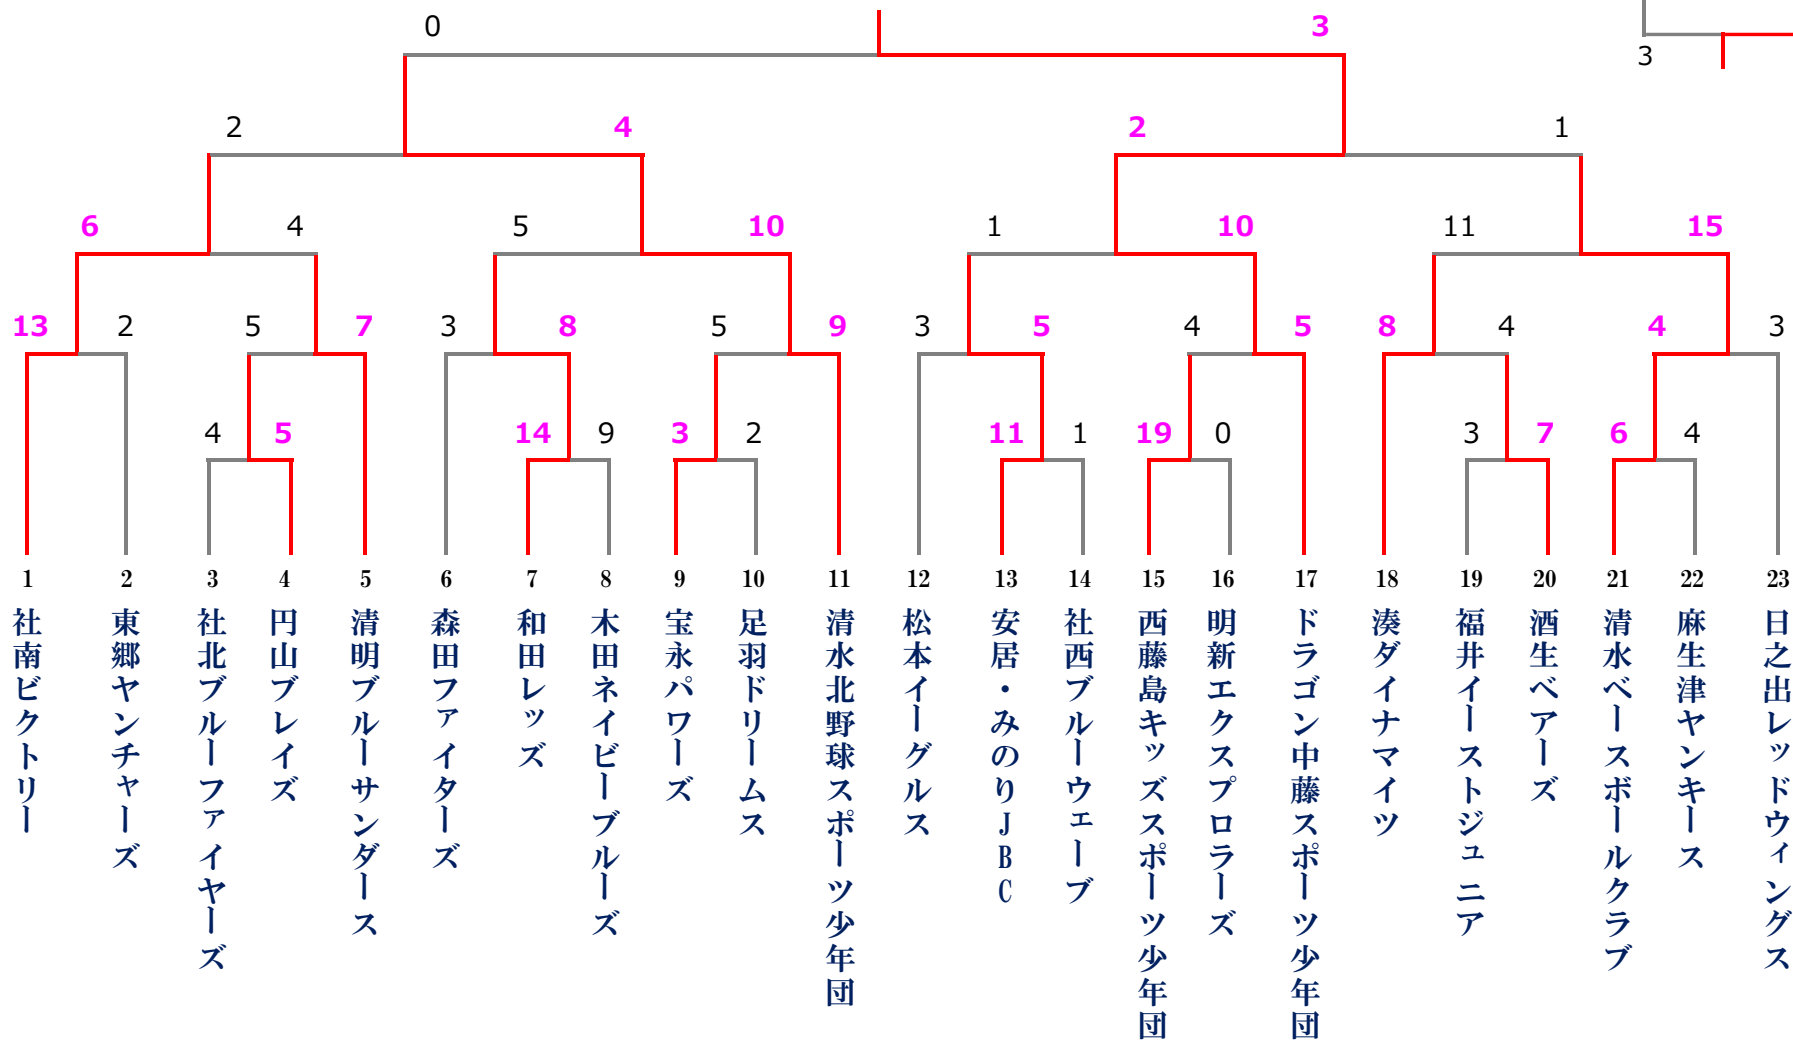 0 3
3
2 4 2 1
6 4 5 10 1 10 11 15
13 2 5 7 3 8 5 9 3 5 4 5 8 4 4 3
4 5 14 9 3 2 11 1 19 0 3 7 6 4
1 2 3 4 5 6 7 8 9 10 11 12 13 14 15 16 17 18 19 20 21 22 23
社南ビクトリー
東郷ヤンチャーズ
社北ブルーファイヤーズ
円山ブレイズ
清明ブルーサンダース
森田ファイターズ
和田レッズ
木田ネイビーブルーズ
宝永パワーズ
足羽ドリームス
清水北野球スポーツ少年団
松本イーグルス
安居・みのりJBC
社西ブルーウェーブ
西藤島キッズスポーツ少年団
明新エクスプロラーズ
ドラゴン中藤スポーツ少年団
湊ダイナマイツ
福井イーストジュニア
酒生ベアーズ
清水ベースボールクラブ
麻生津ヤンキース
日之出レッドウィングス